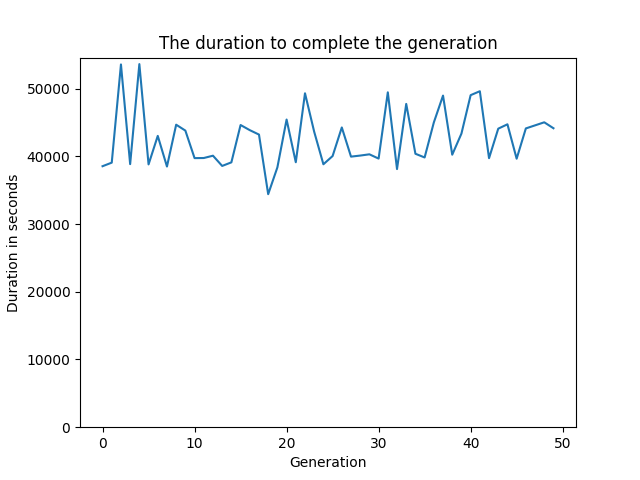 The duration to complete the generation
Duration in seconds
50000
40000
30000
20000
10000
0
0 10 20 30 40 50
Generation